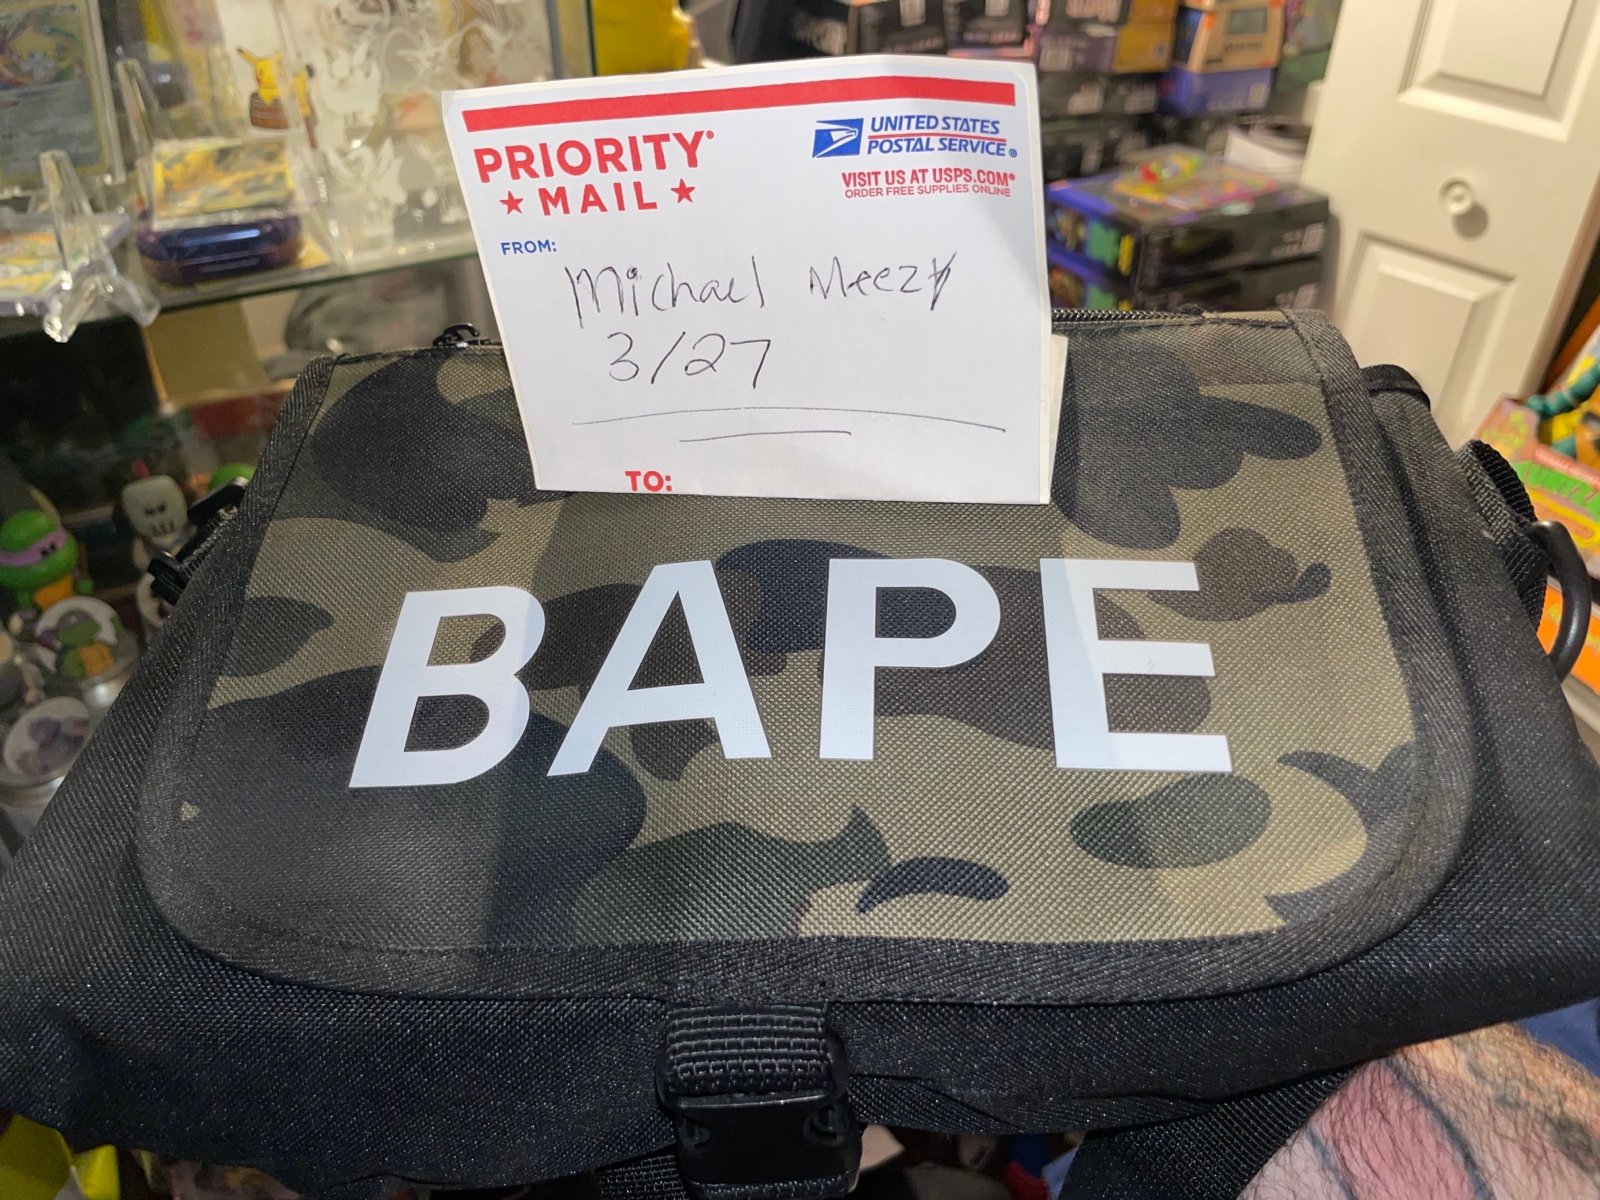 PRIORITY®
★ MAIL ★
UNITED STATES
POSTAL SERVICE®
VISIT US AT USPS.COM®
ORDER FREE SUPPLIES ONLINE
FROM:
Michael Meezy
3/27
TO:
BAPE